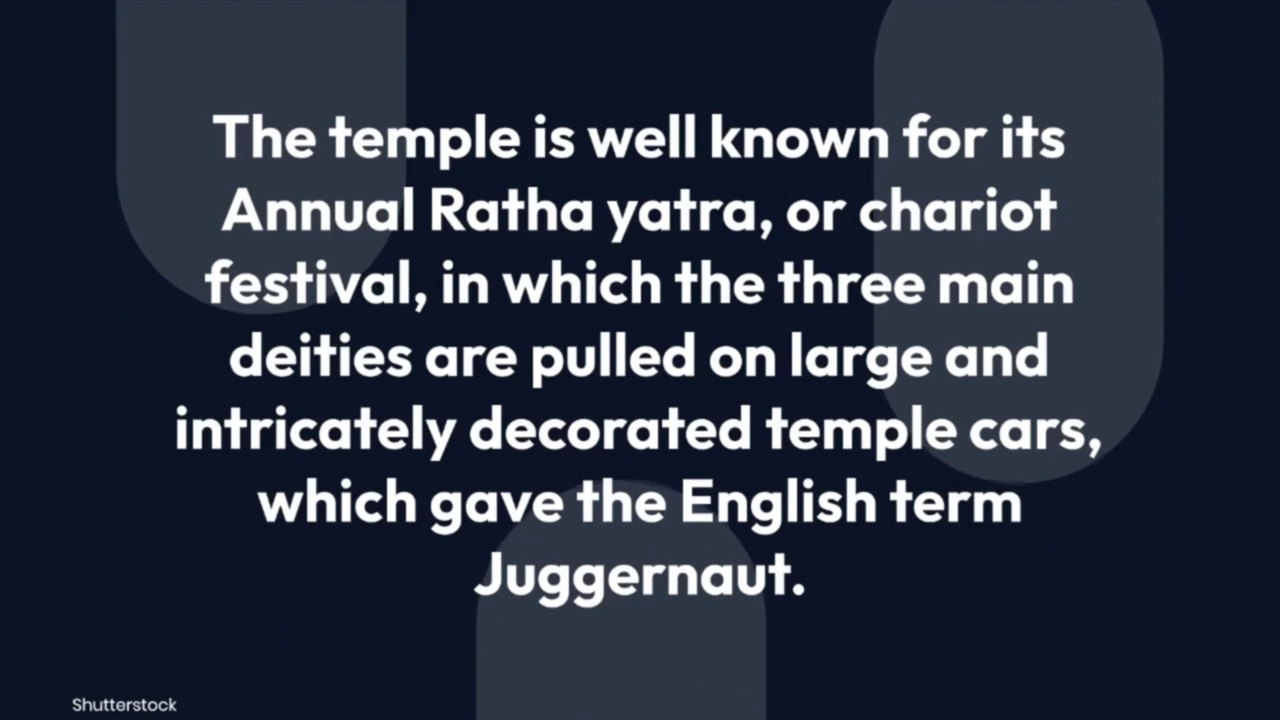 The temple is well known for its
Annual Ratha yatra, or chariot
festival, in which the three main
deities are pulled on large and
intricately decorated temple cars,
which gave the English term
Juggernaut.
Shutterstock